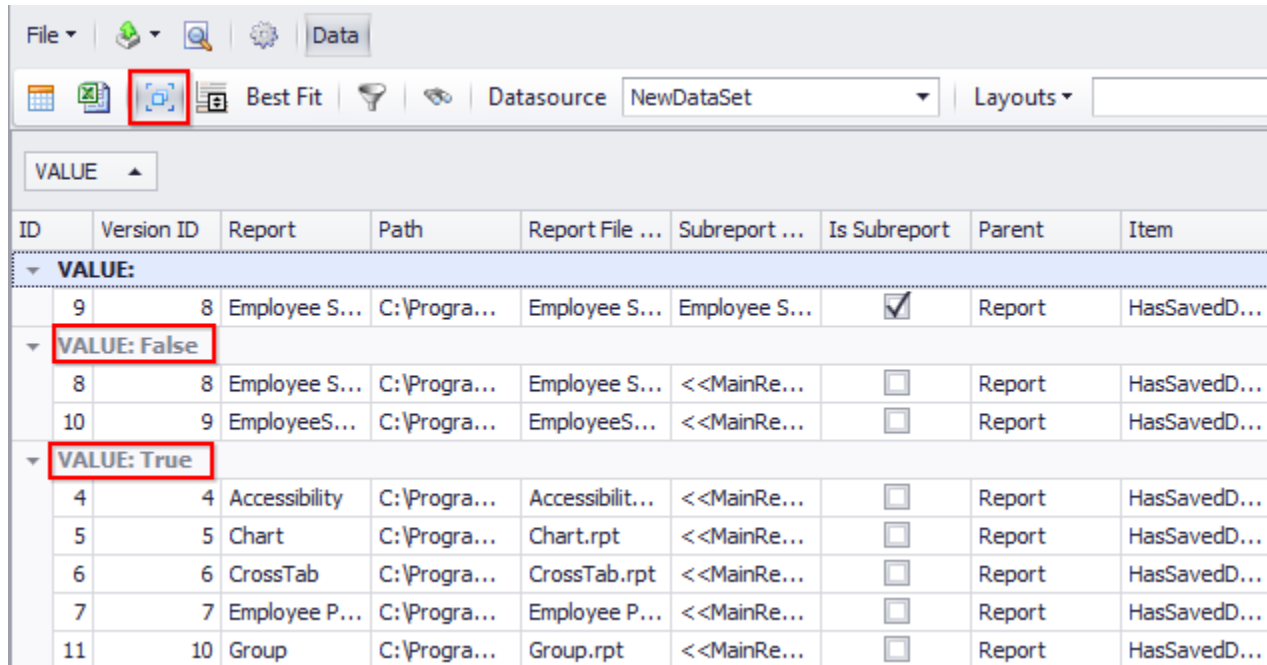 File Data
Best Fit Datasource NewDataSet Layouts
VALUE
ID Version ID Report Path Report File ... Subreport ... Is Subreport Parent Item
VALUE:
9 8 Employee S... C:\Progra... Employee S... Employee S... Report HasSavedD...
VALUE: False
8 8 Employee S... C:\Progra... Employee S... <<MainRe... Report HasSavedD...
10 9 EmployeeS... C:\Progra... EmployeeS... <<MainRe... Report HasSavedD...
VALUE: True
4 4 Accessibility C:\Progra... Accessibilit... <<MainRe... Report HasSavedD...
5 5 Chart C:\Progra... Chart.rpt <<MainRe... Report HasSavedD...
6 6 CrossTab C:\Progra... CrossTab.rpt <<MainRe... Report HasSavedD...
7 7 Employee P... C:\Progra... Employee P... <<MainRe... Report HasSavedD...
11 10 Group C:\Progra... Group.rpt <<MainRe... Report HasSavedD...